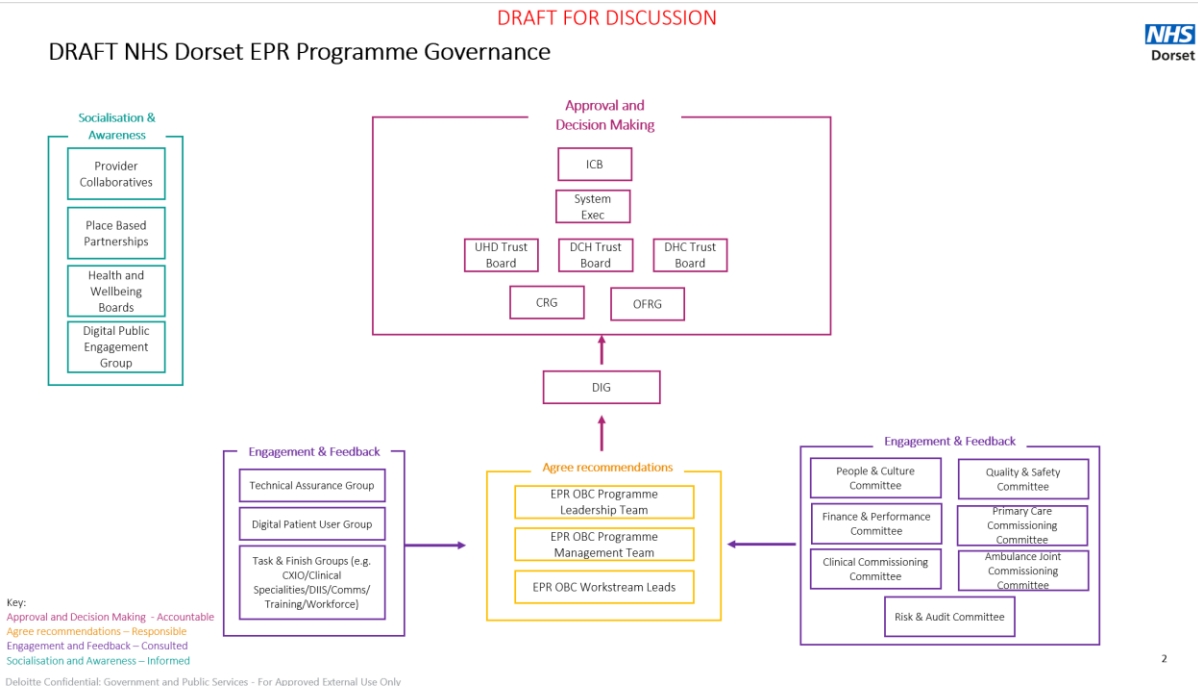 DRAFT FOR DISCUSSION
DRAFT NHS Dorset EPR Programme Governance
NHS
Dorset
Socialisation &
Awareness
Provider
Collaboratives
Place Based
Partnerships
Health and
Wellbeing
Boards
Digital Public
Engagement
Group
Approval and
Decision Making
ICB
System
Exec
UHD Trust
Board
DCH Trust
Board
DHC Trust
Board
CRG
OFRG
DIG
Engagement & Feedback
Technical Assurance Group
Digital Patient User Group
Task & Finish Groups (e.g.
CXIO/Clinical
Specialities/DIIS/Comms/
Training/Workforce)
Agree recommendations
EPR OBC Programme
Leadership Team
EPR OBC Programme
Management Team
EPR OBC Workstream Leads
Engagement & Feedback
People & Culture
Committee
Quality & Safety
Committee
Finance & Performance
Committee
Primary Care
Commissioning
Committee
Clinical Commissioning
Committee
Ambulance Joint
Commissioning
Committee
Risk & Audit Committee
Key:
Approval and Decision Making - Accountable
Agree recommendations – Responsible
Engagement and Feedback – Consulted
Socialisation and Awareness – Informed
2
Deloitte Confidential: Government and Public Services - For Approved External Use Only